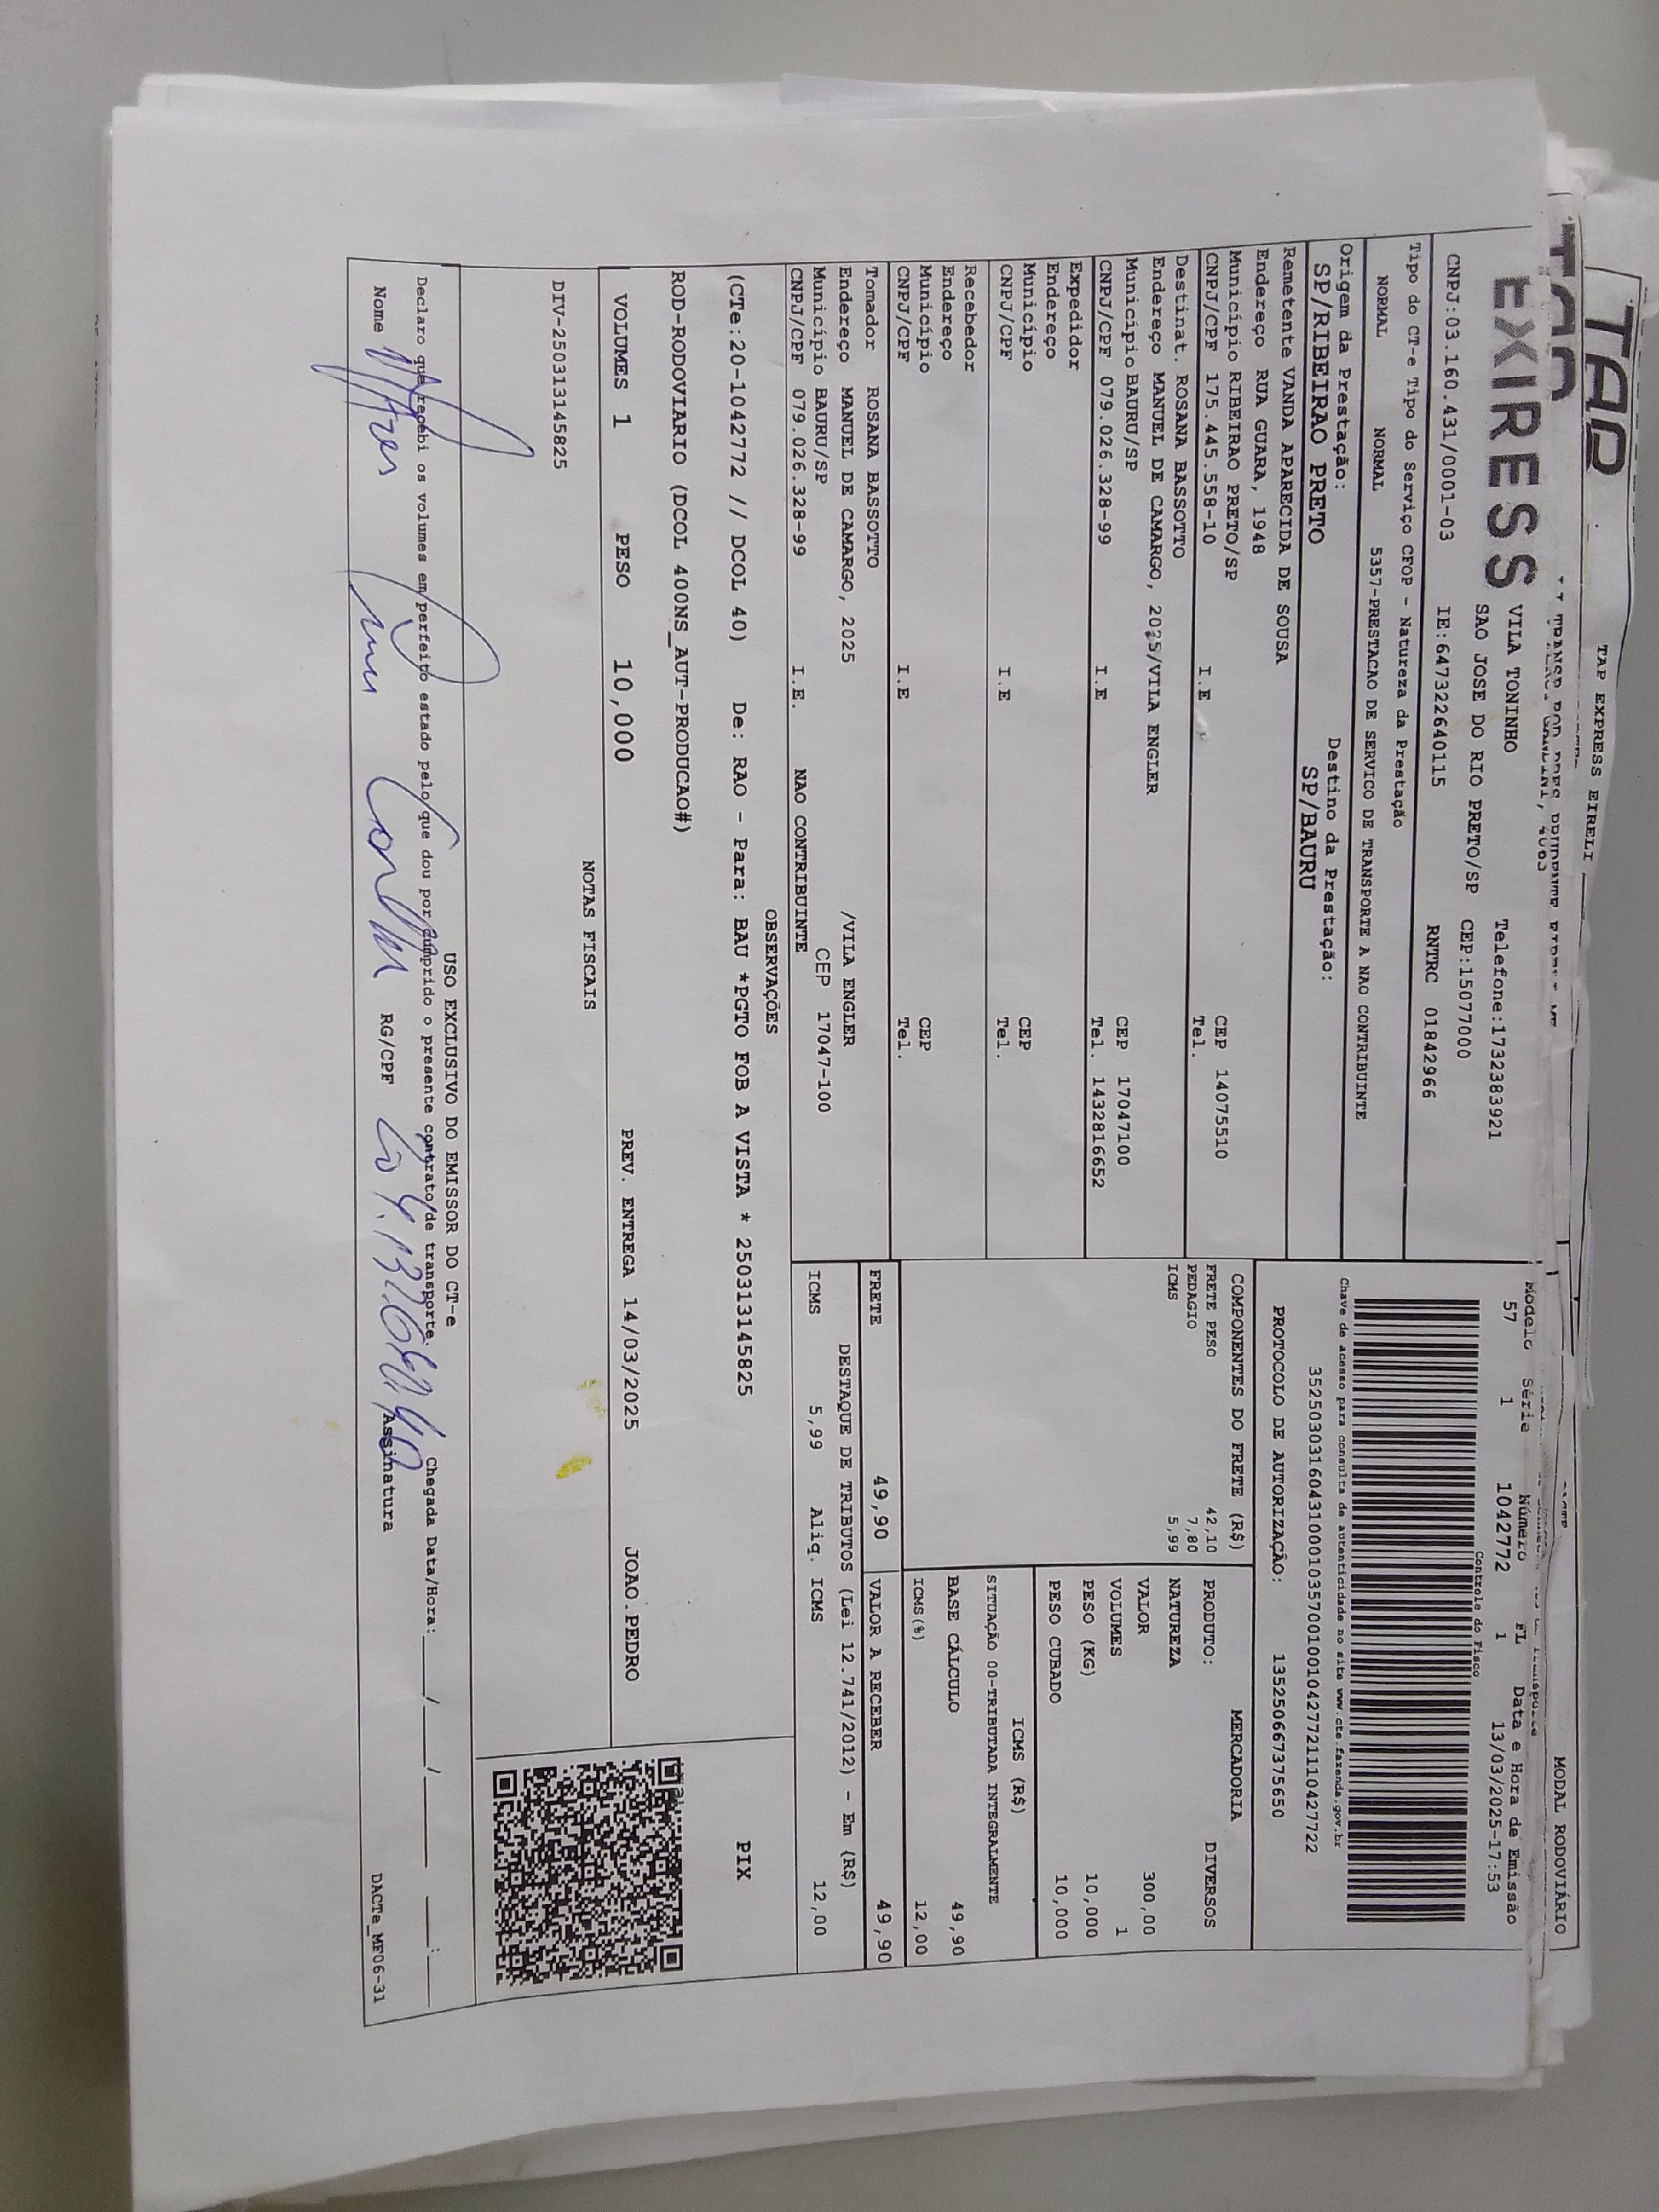 TAP
TAP EXPRESS EIRELI
MODAL RODOVIÁRIO
EXIRESS
VILA TONINHO
Telefone:1732383921
SAO JOSE DO RIO PRETO/SP
CEP:15077000
CNPJ:03.160.431/0001-03
IE:647322640115
RNTRC 01842966
Modelo Série Número FL Data e Hora de Emissão
57 1 1042772 1 13/03/2025-17:53
Controle do Fisco
Tipo do CT-e Tipo do Serviço CFOP - Natureza da Prestação
NORMAL NORMAL 5357-PRESTACAO DE SERVICO DE TRANSPORTE A NAO CONTRIBUINTE
Chave de acesso para consulta de autenticidade no site www.cte.fazenda.gov.br
Origem da Prestação: Destino da Prestação:
SP/RIBEIRAO PRETO SP/BAURU
PROTOCOLO DE AUTORIZAÇÃO: 135250667375650
Remetente VANDA APARECIDA DE SOUSA
Endereço RUA GUARA, 1948
Município RIBEIRAO PRETO/SP CEP 14075510
CNPJ/CPF 175.445.558-10 I.E Tel.
Destinat. ROSANA BASSOTTO
Endereço MANUEL DE CAMARGO, 2025/VILA ENGLER
Município BAURU/SP CEP 17047100
CNPJ/CPF 079.026.328-99 I.E Tel. 1432816652
Expedidor
Endereço
Município CEP
CNPJ/CPF I.E Tel.
Recebedor
Endereço
Município CEP
CNPJ/CPF I.E Tel.
Tomador ROSANA BASSOTTO
Endereço MANUEL DE CAMARGO, 2025 /VILA ENGLER
Município BAURU/SP CEP 17047-100
CNPJ/CPF 079.026.328-99 I.E. NAO CONTRIBUINTE
COMPONENTES DO FRETE (R$)
FRETE PESO 42,10
PEDAGIO 7,80
ICMS 5,99
MERCADORIA
PRODUTO: DIVERSOS
NATUREZA
VALOR 300,00
VOLUMES 1
PESO (KG) 10,000
PESO CUBADO 10,000
ICMS (R$)
SITUAÇÃO 00-TRIBUTADA INTEGRALMENTE
BASE CÁLCULO 49,90
ICMS(%) 12,00
FRETE 49,90 VALOR A RECEBER 49,90
DESTAQUE DE TRIBUTOS (Lei 12.741/2012) - Em (R$)
ICMS 5,99 Aliq. ICMS 12,00
OBSERVAÇÕES
(CTe:20-1042772 // DCOL 40) De: RAO - Para: BAU *PGTO FOB A VISTA * 250313145825
ROD-RODOVIARIO (DCOL 400NS_AUT-PRODUCAO#)
PIX
VOLUMES 1 PESO 10,000 PREV. ENTREGA 14/03/2025 JOAO.PEDRO
NOTAS FISCAIS
DIV-250313145825
USO EXCLUSIVO DO EMISSOR DO CT-e
Declaro que recebi os volumes em perfeito estado pelo que dou por cumprido o presente contrato de transporte. Chegada Data/Hora:____/____/______ ___:___
Nome RG/CPF Assinatura
DACTe_MF06-31